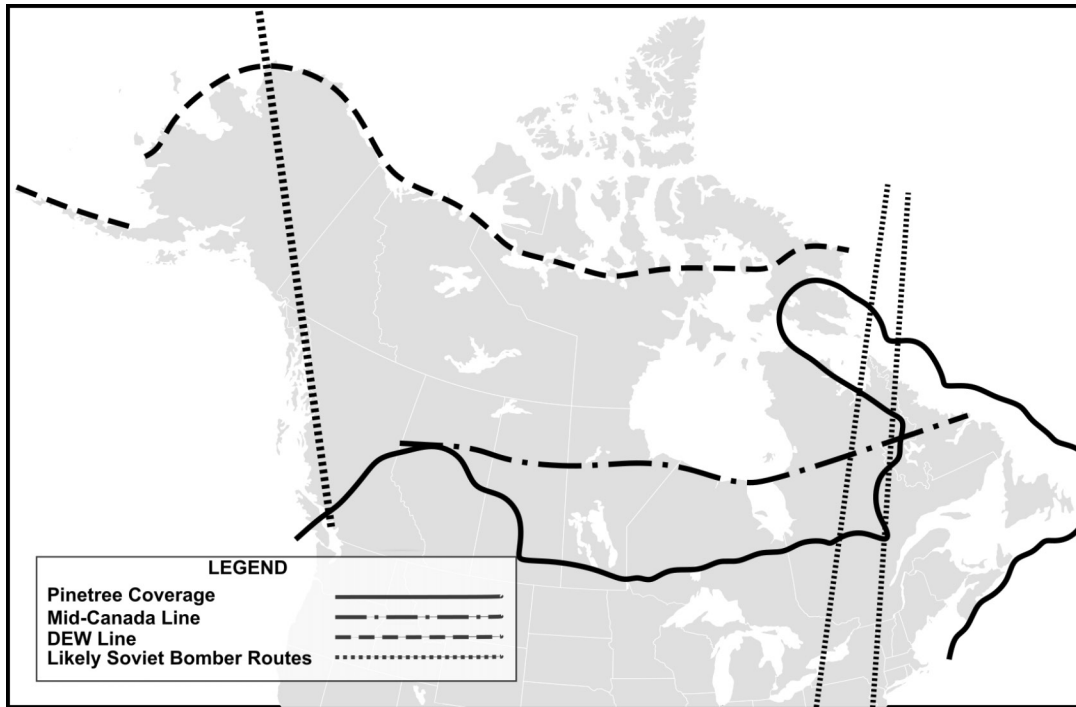 LEGEND
Pinetree Coverage
Mid-Canada Line
DEW Line
Likely Soviet Bomber Routes